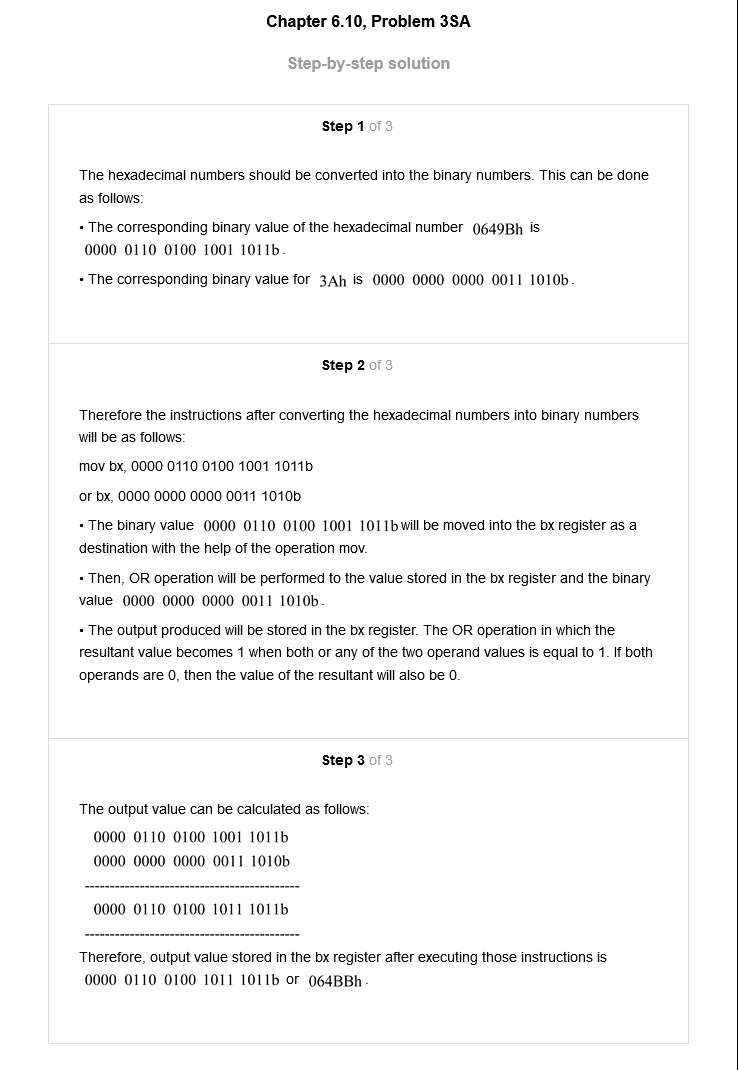 Chapter 6.10, Problem 3SA
Step-by-step solution
Step 1 of 3
The hexadecimal numbers should be converted into the binary numbers. This can be done
as follows:
• The corresponding binary value of the hexadecimal number 0649Bh is
0000 0110 0100 1001 1011b.
• The corresponding binary value for 3Ah is 0000 0000 0000 0011 1010b.
Step 2 of 3
Therefore the instructions after converting the hexadecimal numbers into binary numbers
will be as follows:
mov bx, 0000 0110 0100 1001 1011b
or bx, 0000 0000 0000 0011 1010b
• The binary value 0000 0110 0100 1001 1011b will be moved into the bx register as a
destination with the help of the operation mov.
• Then, OR operation will be performed to the value stored in the bx register and the binary
value 0000 0000 0000 0011 1010b.
• The output produced will be stored in the bx register. The OR operation in which the
resultant value becomes 1 when both or any of the two operand values is equal to 1. If both
operands are 0, then the value of the resultant will also be 0.
Step 3 of 3
The output value can be calculated as follows:
0000 0110 0100 1001 1011b
0000 0000 0000 0011 1010b
-------------------------------------------
0000 0110 0100 1011 1011b
-------------------------------------------
Therefore, output value stored in the bx register after executing those instructions is
0000 0110 0100 1011 1011b or 064BBh.